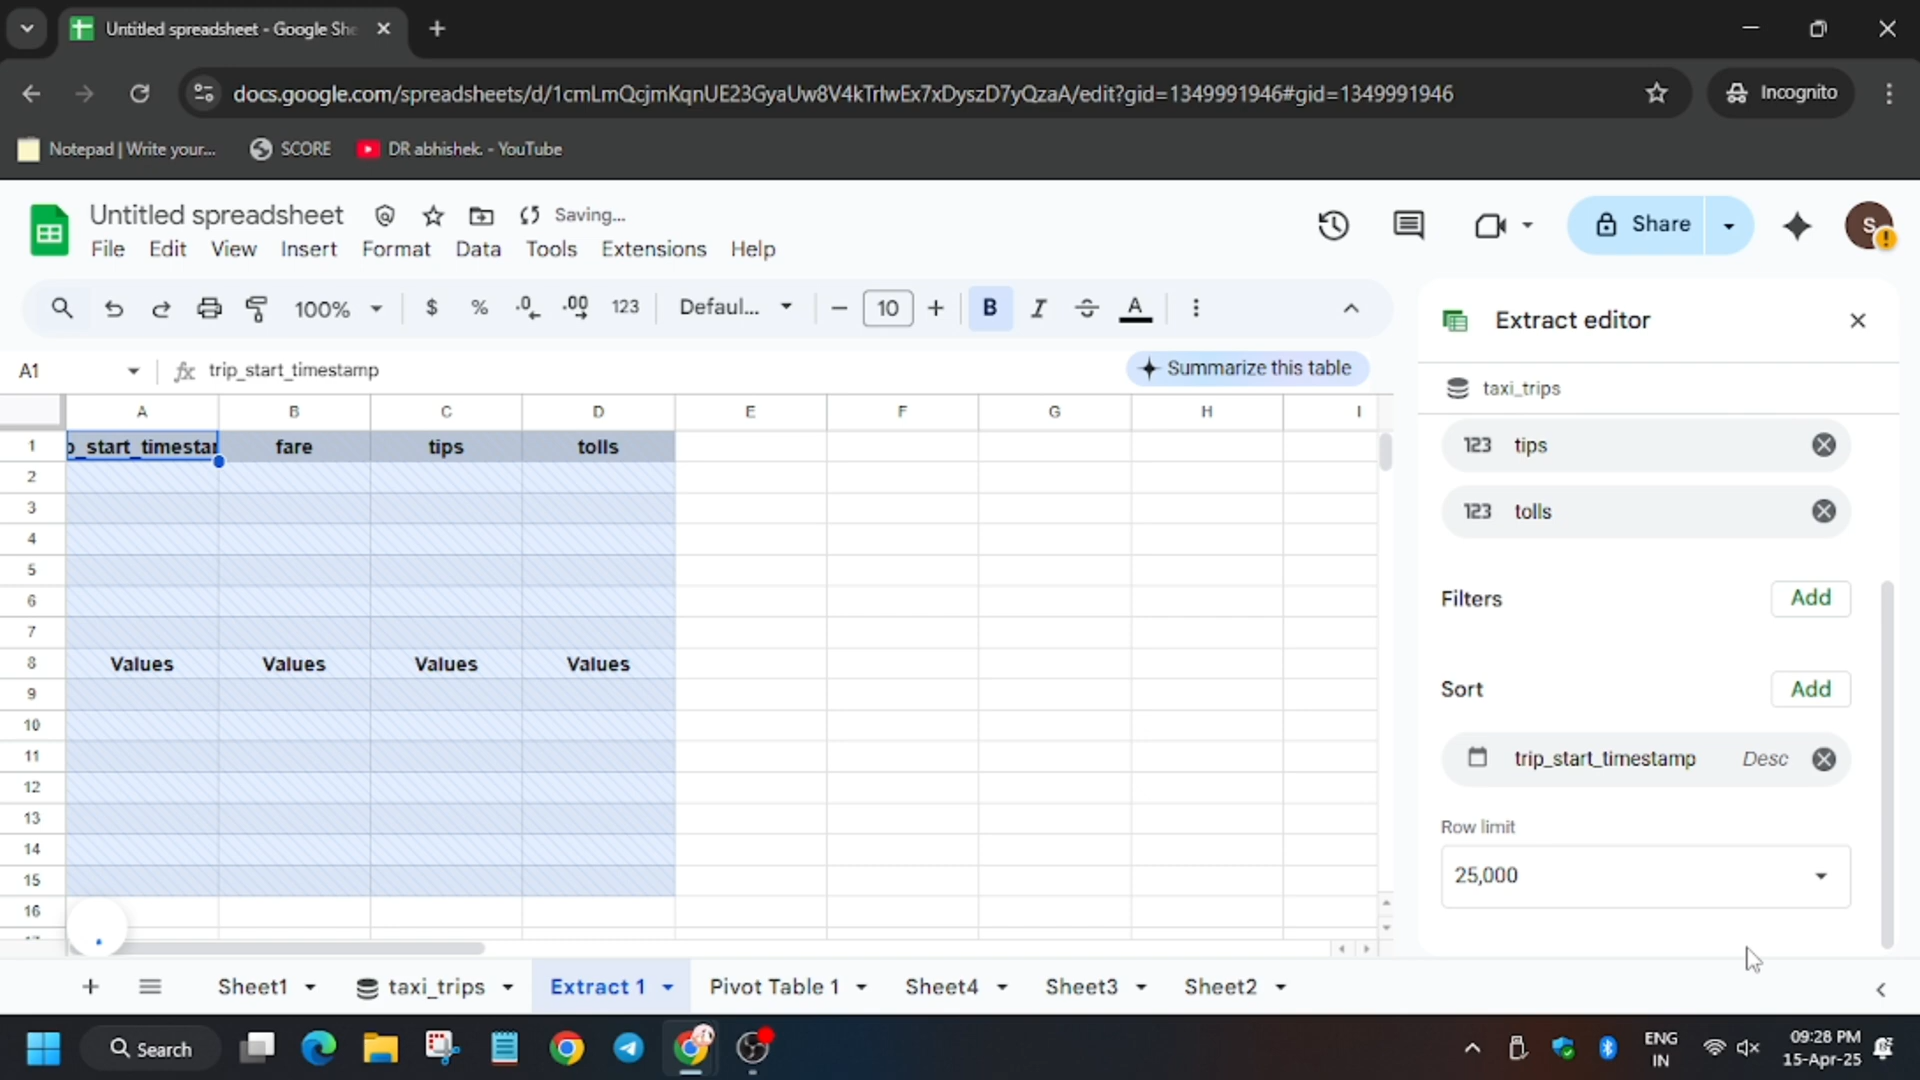 Untitled spreadsheet - Google She
docs.google.com/spreadsheets/d/1cmLmQcjmKqnUE23GyaUw8V4kTrIwEx7xDyszD7yQzaA/edit?gid=1349991946#gid=1349991946
Incognito
Notepad | Write your...
SCORE
DR abhishek. - YouTube
Untitled spreadsheet
Saving...
File Edit View Insert Format Data Tools Extensions Help
Share
S
100%
$ % .0 .00 123
Defaul...
10
B I A
A1
fx trip_start_timestamp
Summarize this table
Extract editor
taxi_trips
A B C D E F G H I
1 p_start_timestar fare tips tolls
2
3
4
5
6
7
8 Values Values Values Values
9
10
11
12
13
14
15
16
123 tips
123 tolls
Filters Add
Sort Add
trip_start_timestamp Desc
Row limit
25,000
Sheet1 taxi_trips Extract 1 Pivot Table 1 Sheet4 Sheet3 Sheet2
Search
ENG
IN
09:28 PM
15-Apr-25